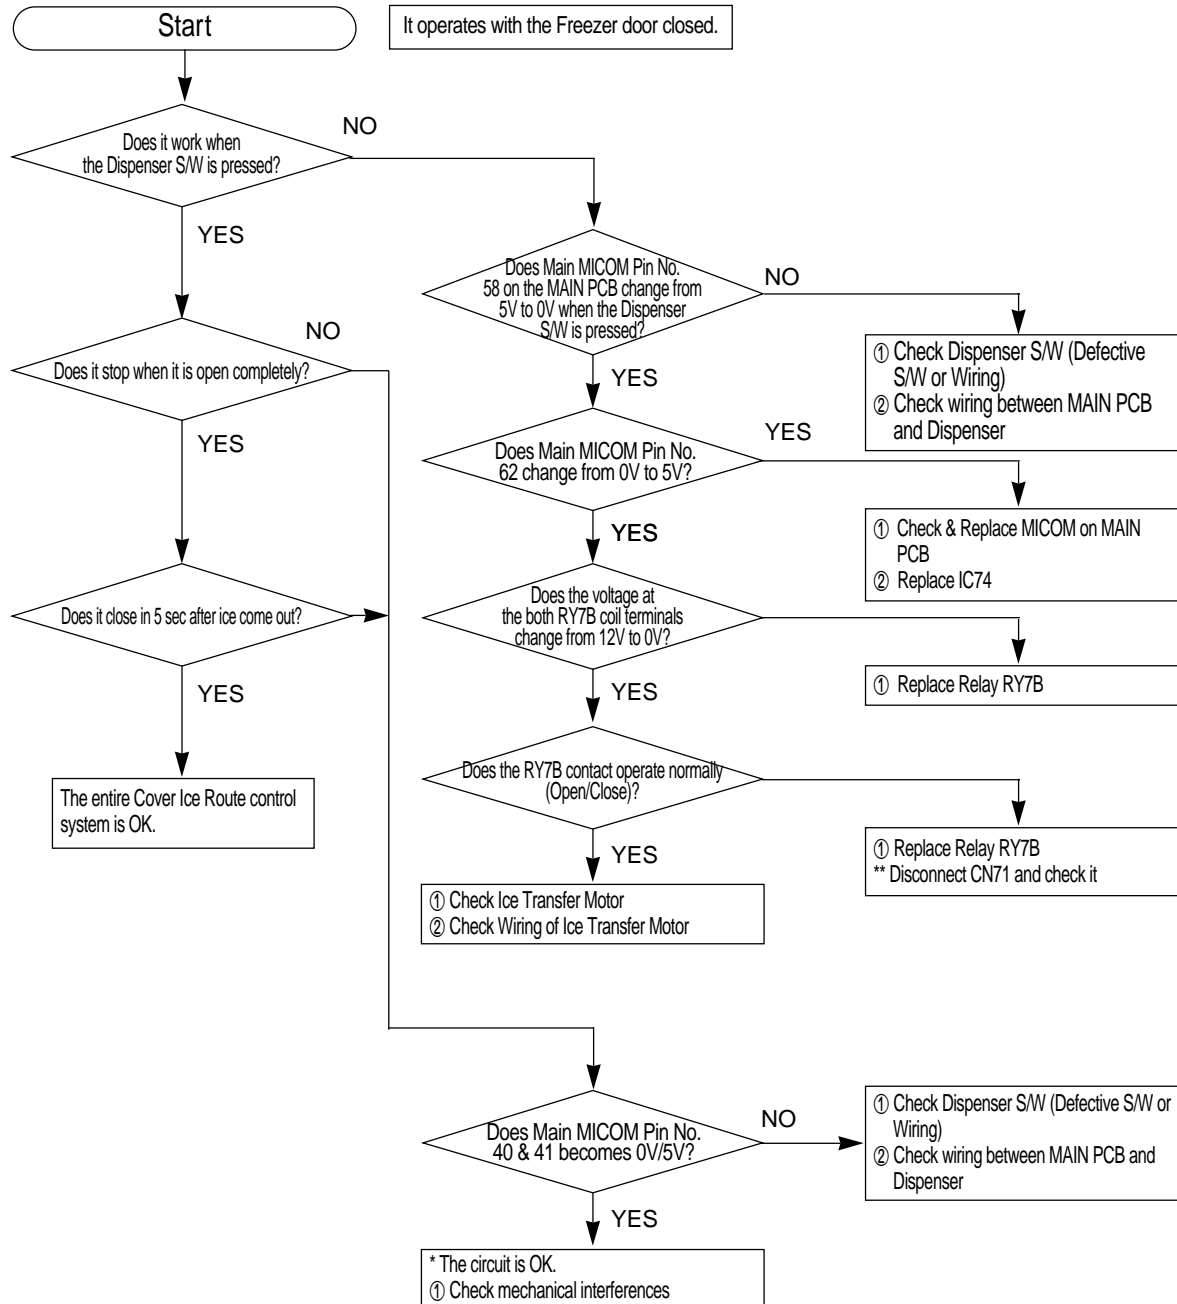 Start
It operates with the Freezer door closed.
Does it work when
the Dispenser S/W is pressed?
NO
YES
Does Main MICOM Pin No.
58 on the MAIN PCB change from
5V to 0V when the Dispenser
S/W is pressed?
NO
YES
① Check Dispenser S/W (Defective
S/W or Wiring)
② Check wiring between MAIN PCB
and Dispenser
Does it stop when it is open completely?
NO
YES
Does Main MICOM Pin No.
62 change from 0V to 5V?
YES
YES
① Check & Replace MICOM on MAIN
PCB
② Replace IC74
Does it close in 5 sec after ice come out?
YES
Does the voltage at
the both RY7B coil terminals
change from 12V to 0V?
① Replace Relay RY7B
The entire Cover Ice Route control
system is OK.
Does the RY7B contact operate normally
(Open/Close)?
YES
① Replace Relay RY7B
** Disconnect CN71 and check it
① Check Ice Transfer Motor
② Check Wiring of Ice Transfer Motor
Does Main MICOM Pin No.
40 & 41 becomes 0V/5V?
NO
YES
① Check Dispenser S/W (Defective S/W or
Wiring)
② Check wiring between MAIN PCB and
Dispenser
* The circuit is OK.
① Check mechanical interferences